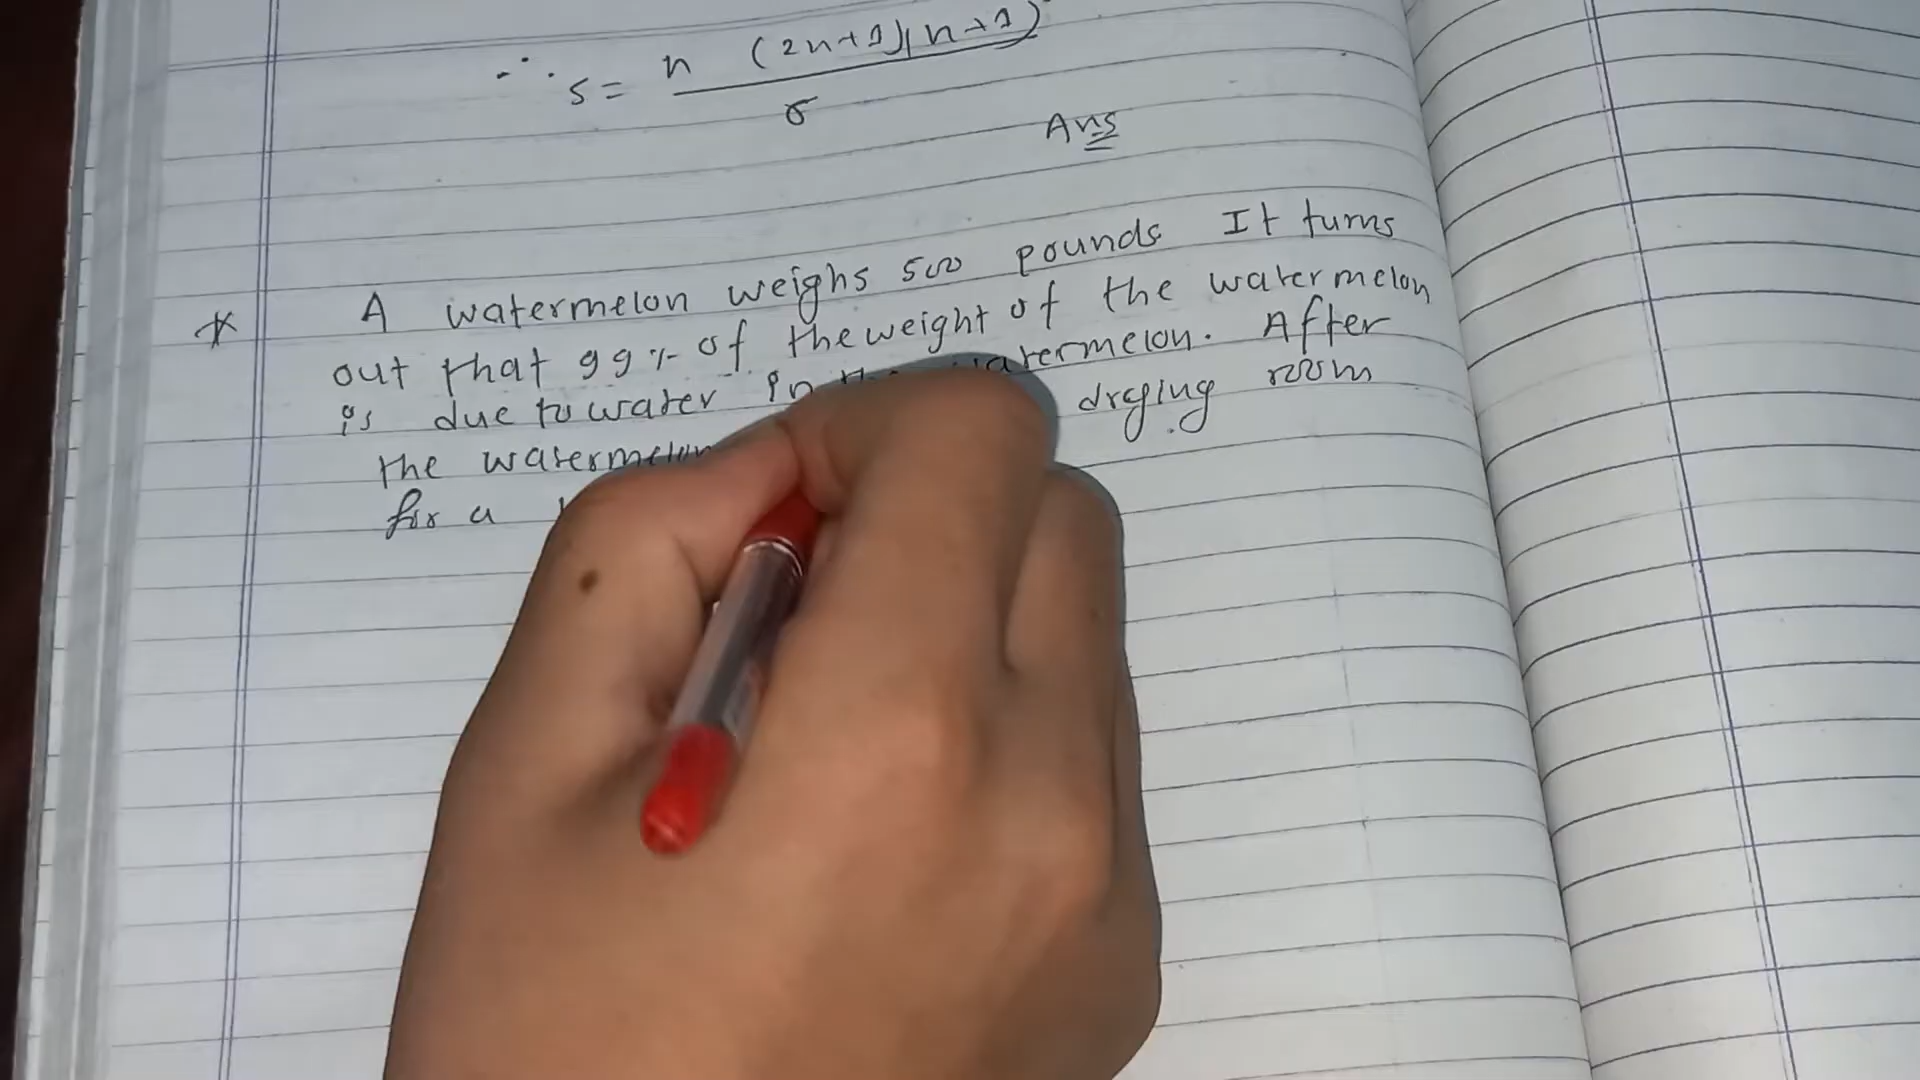 ∴ s = n (2n+1)(n+1) / 6
Ans
* A watermelon weighs 500 pounds It turns
out that 99% of the weight of the watermelon
is due to water in the watermelon. After
the watermelon drying room
for a